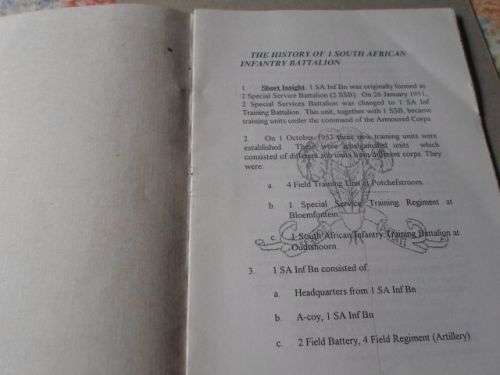 THE HISTORY OF 1 SOUTH AFRICAN
INFANTRY BATTALION
1. Short Insight. 1 SA Inf Bn was originally formed as
2 Special Service Battalion (2 SSB). On 26 January 1951,
2 Special Services Battalion was changed to 1 SA Inf
Training Battalion. This unit, together with 1 SSB, became
training units under the command of the Armoured Corps
2. On 1 October 1953 three new training units were
established. These were amalgamated units which
consisted of different sub units from different corps. They
were:
a. 4 Field Training Unit at Potchefstroom.
b. 1 Special Service Training Regiment at
Bloemfontein.
c. 1 South African Infantry Training Battalion at
Oudtshoorn.
3. 1 SA Inf Bn consisted of:
a. Headquarters from 1 SA Inf Bn
b. A-coy, 1 SA Inf Bn
c. 2 Field Battery, 4 Field Regiment (Artillery).